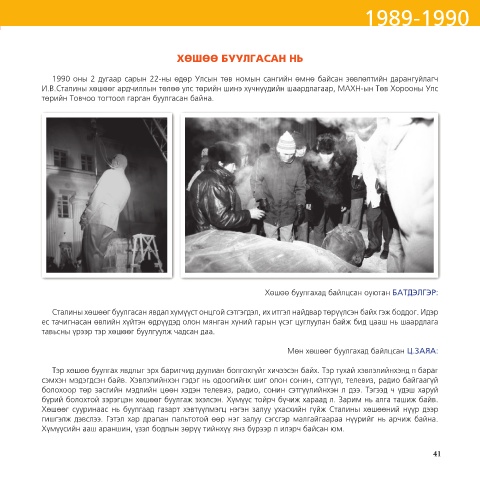 1989-1990
ХӨШӨӨ БУУЛГАСАН НЬ
1990 оны 2 дугаар сарын 22-ны өдөр Улсын төв номын сангийн өмнө байсан зөвлөлтийн дарангуйлагч
И.В.Сталины хөшөөг ардчиллын төлөө улс төрийн шинэ хүчнүүдийн шаардлагаар, МАХН-ын Төв Хорооны Улс
төрийн Товчоо тогтоол гарган буулгасан байна.
Хөшөө буулгахад байлцсан оюутан БАТДЭЛГЭР:
Сталины хөшөөг буулгасан явдал хүмүүст онцгой сэтгэгдэл, их итгэл найдвар төрүүлсэн байх гэж боддог. Идэр
ес тачигнасан өвлийн хүйтэн өдрүүдэд олон мянган хүний гарын үсэг цуглуулан байж бид цааш нь шаардлага
тавьсны үрээр тэр хөшөөг буулгуулж чадсан даа.
Мөн хөшөөг буулгахад байлцсан Ц.ЗАЯА:
Тэр хөшөө буулгах явдлыг эрх баригчид дуулиан болгохгүйг хичээсэн байх. Тэр тухай хэвлэлийнхэнд л бараг
сэмхэн мэдэгдсэн байв. Хэвлэлийнхэн гэдэг нь одоогийнх шиг олон сонин, сэтгүүл, телевиз, радио байгаагүй
болохоор төр засгийн мэдлийн цөөн хэдэн телевиз, радио, сонин сэтгүүлийнхэн л дээ. Тэгээд ч үдэш харуй
бүрий болохтой зэрэгцэн хөшөөг буулгаж эхэлсэн. Хүмүүс тойрч бүчиж хараад л. Зарим нь алга ташиж байв.
Хөшөөг сууринаас нь буулгаад газарт хэвтүүлмэгц нэгэн залуу ухасхийн гүйж Сталины хөшөөний нүүр дээр
гишгэлж дэвслээ. Гэтэл хар драпан пальтотой өөр нэг залуу сэгсгэр малгайгаараа нүүрийг нь арчиж байна.
Хүмүүсийн ааш араншин, үзэл бодлын зөрүү тийнхүү янз бүрээр л илэрч байсан юм.
41